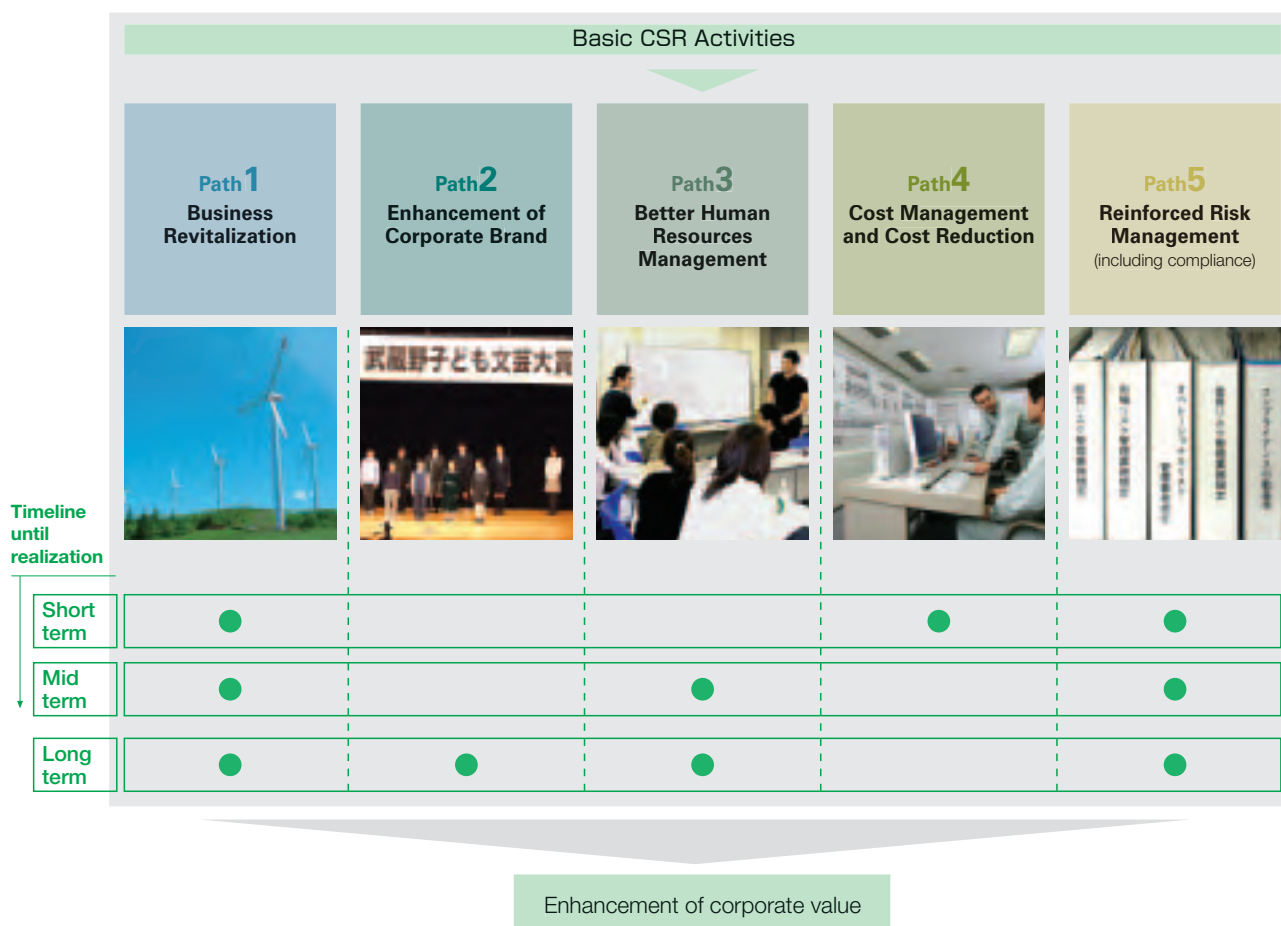 Basic CSR Activities
Path1
Business
Revitalization
Path2
Enhancement of
Corporate Brand
Path3
Better Human
Resources
Management
Path4
Cost Management
and Cost Reduction
Path5
Reinforced Risk
Management
(including compliance)
武蔵野子ども文芸大賞
Timeline
until
realization
Short
term
Mid
term
Long
term
Enhancement of corporate value